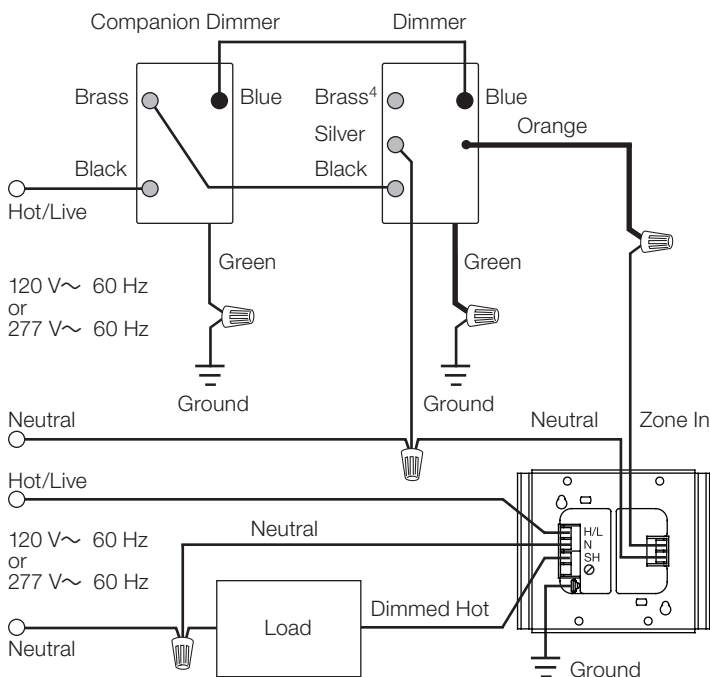 Companion Dimmer
Dimmer
Brass
Blue
Brass4
Blue
Silver
Orange
Black
Black
Hot/Live
Green
Green
120 V~ 60 Hz
or
277 V~ 60 Hz
Ground
Ground
Neutral
Neutral
Zone In
Hot/Live
Neutral
H/L
N
SH
120 V~ 60 Hz
or
277 V~ 60 Hz
Dimmed Hot
Load
Neutral
Ground